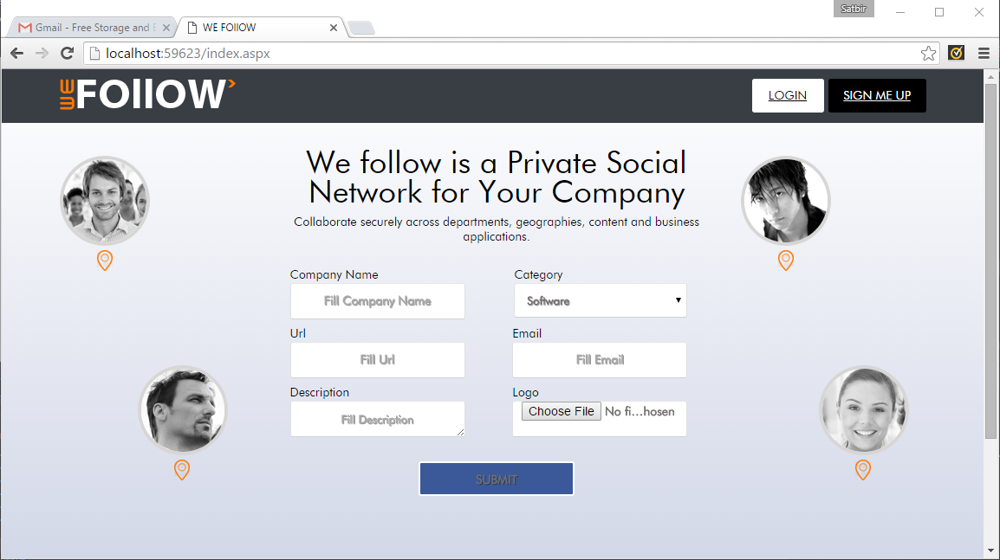 Satbir
Gmail - Free Storage and E
WE FOllOW
localhost:59623/index.aspx
WE FOllOW
LOGIN
SIGN ME UP
We follow is a Private Social
Network for Your Company
Collaborate securely across departments, geographies, content and business
applications.
Company Name
Category
Fill Company Name
Software
Url
Email
Fill Url
Fill Email
Description
Logo
Fill Description
Choose File No fi...hosen
SUBMIT